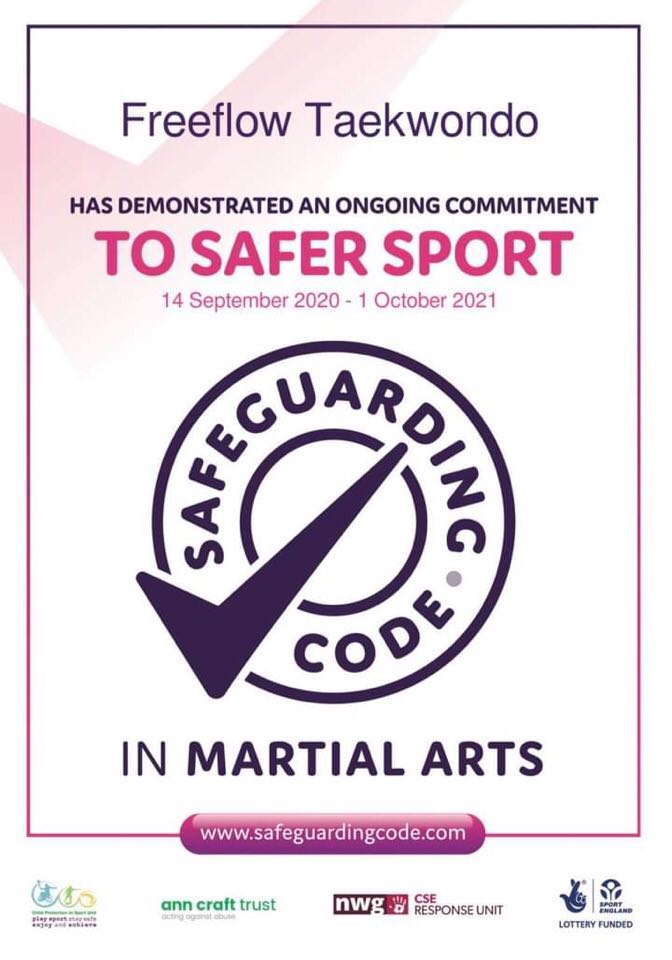 Freeflow Taekwondo
HAS DEMONSTRATED AN ONGOING COMMITMENT
TO SAFER SPORT
14 September 2020 - 1 October 2021
SAFEGUARDING
CODE
IN MARTIAL ARTS
www.safeguardingcode.com
Child Protection in Sport Unit
play sport stay safe
enjoy and achieve
ann craft trust
acting against abuse
nwg CSE
RESPONSE UNIT
SPORT
ENGLAND
LOTTERY FUNDED